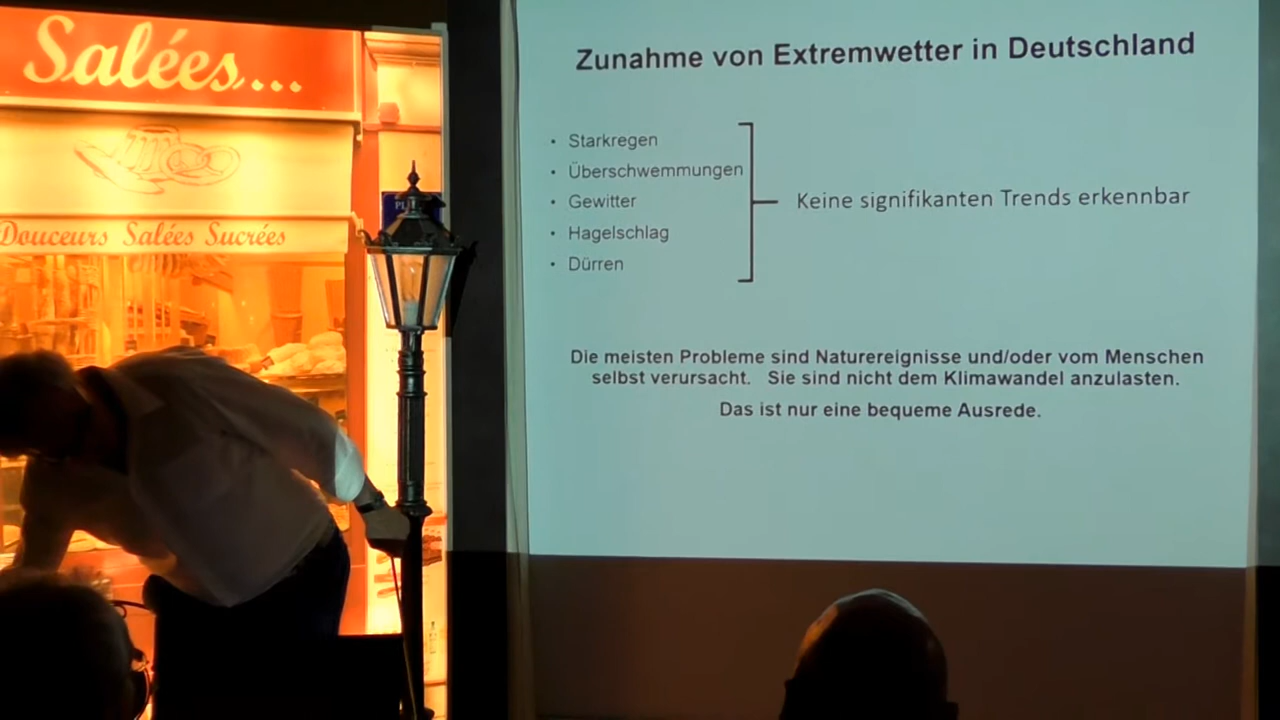 Salées...
Douceurs Salées Sucrées
Zunahme von Extremwetter in Deutschland
• Starkregen
• Überschwemmungen
• Gewitter
• Hagelschlag
• Dürren
Keine signifikanten Trends erkennbar
Die meisten Probleme sind Naturereignisse und/oder vom Menschen
selbst verursacht. Sie sind nicht dem Klimawandel anzulasten.
Das ist nur eine bequeme Ausrede.